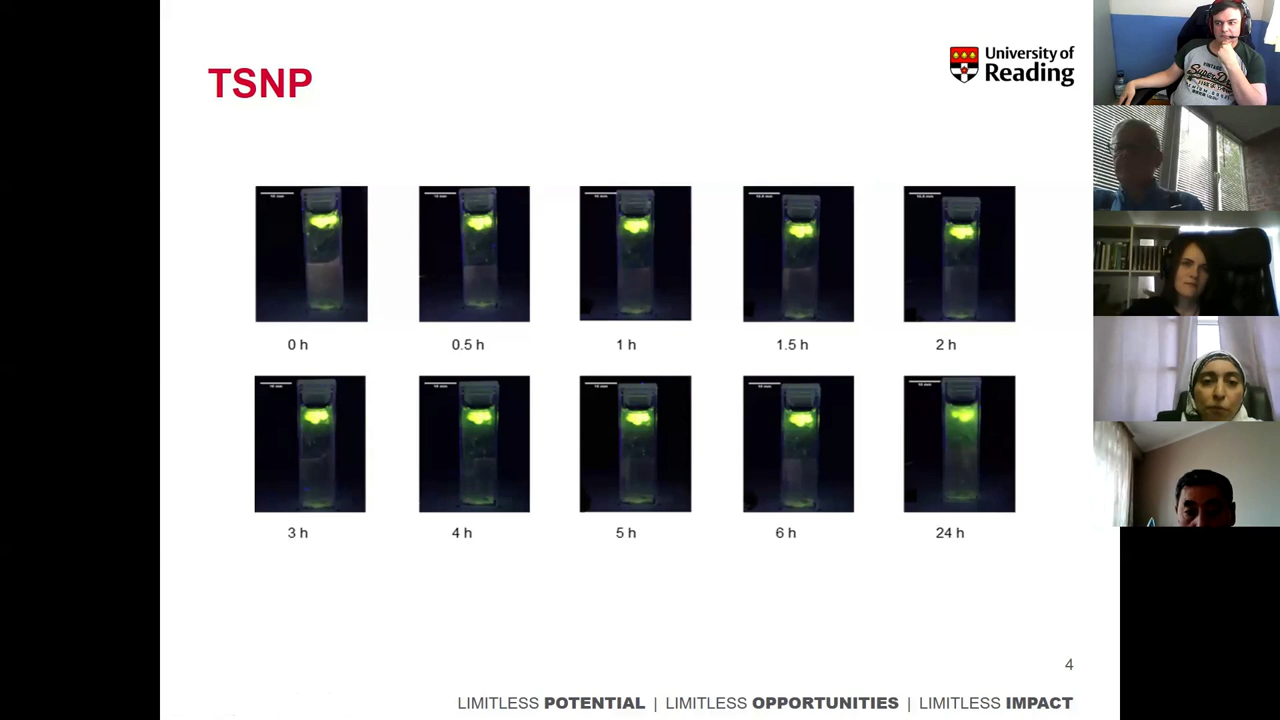 TSNP
University of
Reading
0 h
0.5 h
1 h
1.5 h
2 h
3 h
4 h
5 h
6 h
24 h
4
LIMITLESS POTENTIAL | LIMITLESS OPPORTUNITIES | LIMITLESS IMPACT